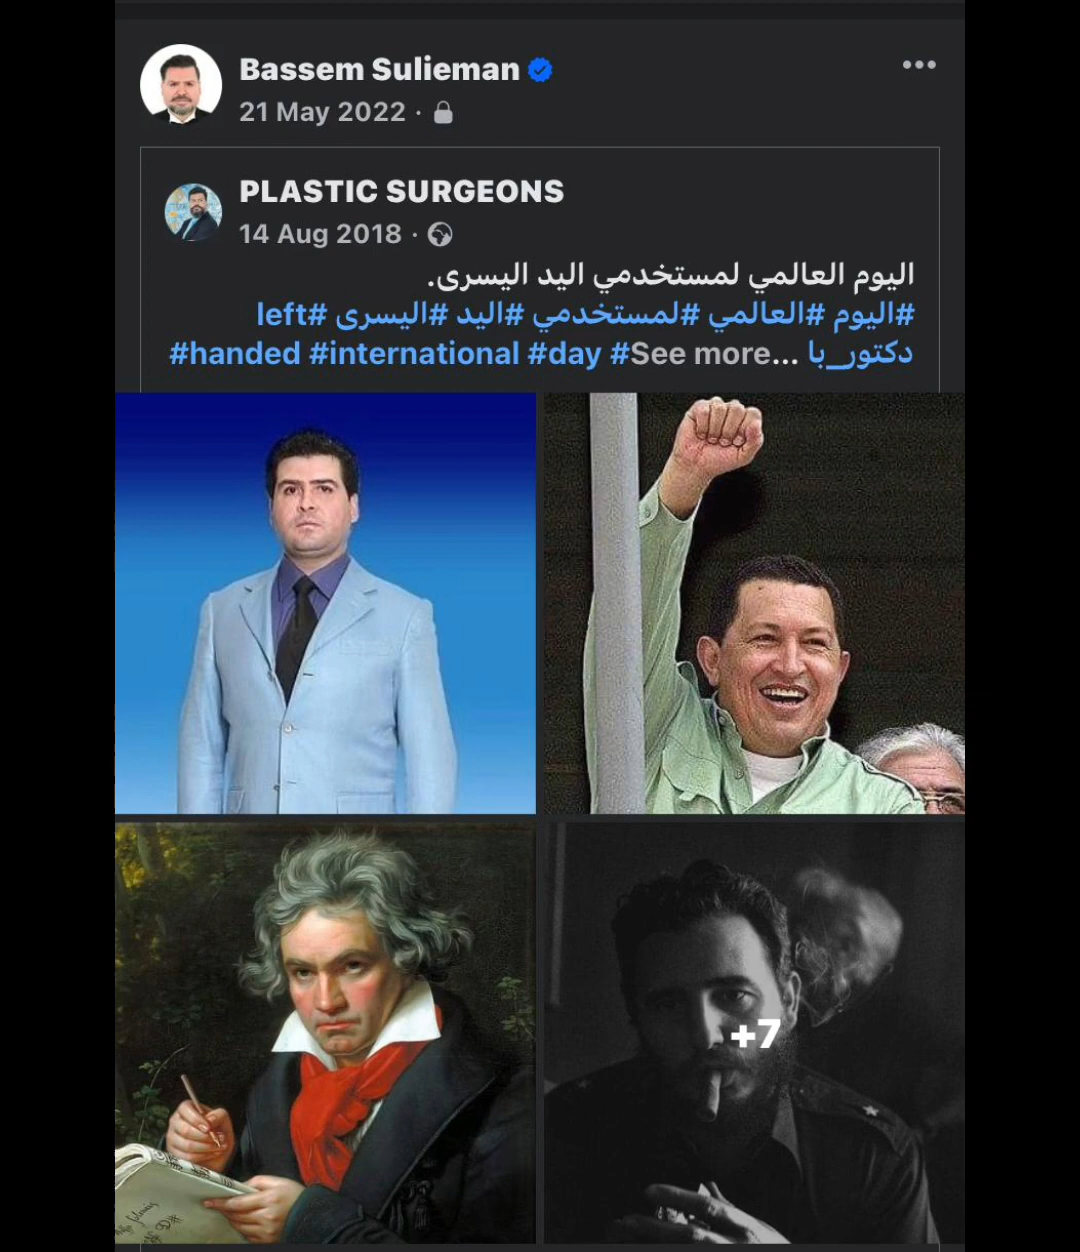 Bassem Sulieman
21 May 2022 ·
PLASTIC SURGEONS
14 Aug 2018 ·
اليوم العالمي لمستخدمي اليد اليسرى.
#اليوم #العالمي #لمستخدمي #اليد #اليسرى #left
#handed #international #day #دكتور_با... See more
+7